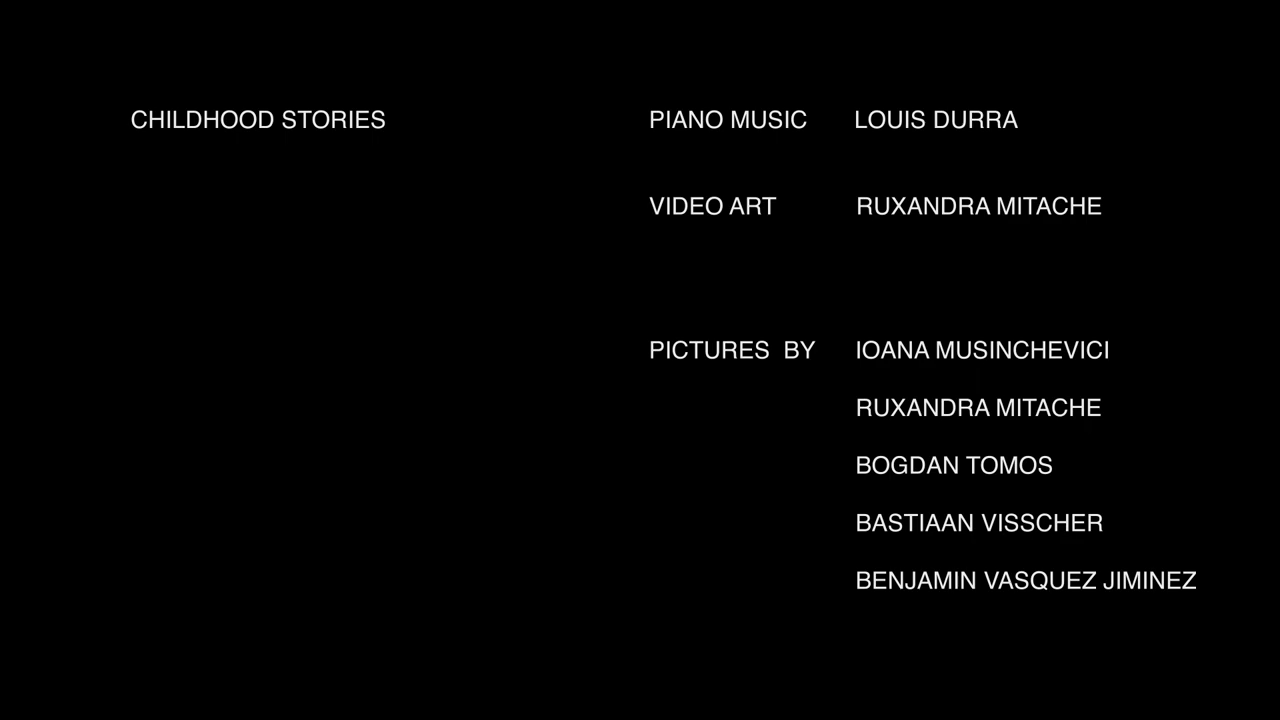 CHILDHOOD STORIES PIANO MUSIC LOUIS DURRA
VIDEO ART RUXANDRA MITACHE
PICTURES BY IOANA MUSINCHEVICI
RUXANDRA MITACHE
BOGDAN TOMOS
BASTIAAN VISSCHER
BENJAMIN VASQUEZ JIMINEZ